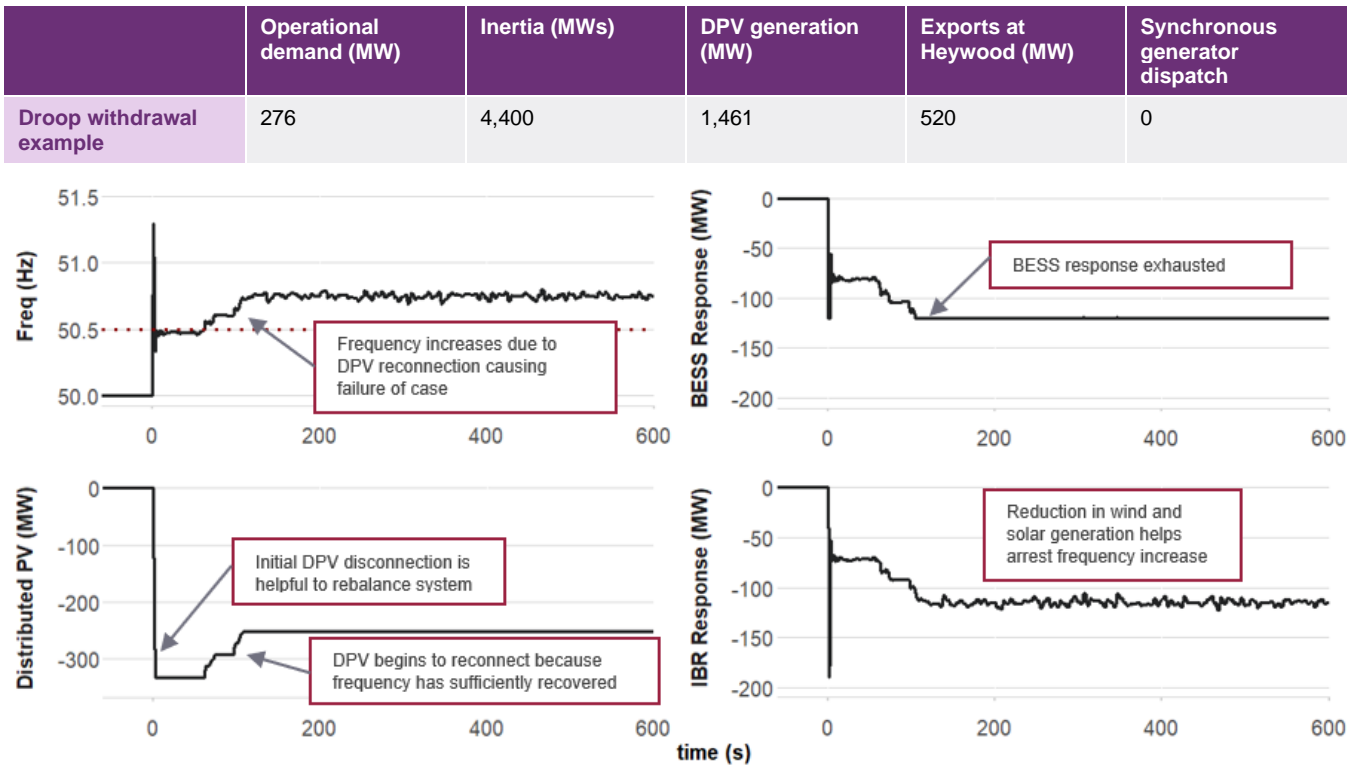 Operational demand (MW)
Inertia (MWs)
DPV generation (MW)
Exports at Heywood (MW)
Synchronous generator dispatch
Droop withdrawal example
276
4,400
1,461
520
0
Freq (Hz)
51.5
51.0
50.5
50.0
Frequency increases due to
DPV reconnection causing
failure of case
0
200
400
600
BESS Response (MW)
0
-50
-100
-150
-200
BESS response exhausted
0
200
400
600
Distributed PV (MW)
0
-100
-200
-300
Initial DPV disconnection is
helpful to rebalance system
DPV begins to reconnect because
frequency has sufficiently recovered
0
200
400
600
IBR Response (MW)
0
-50
-100
-150
-200
Reduction in wind and
solar generation helps
arrest frequency increase
0
200
400
600
time (s)